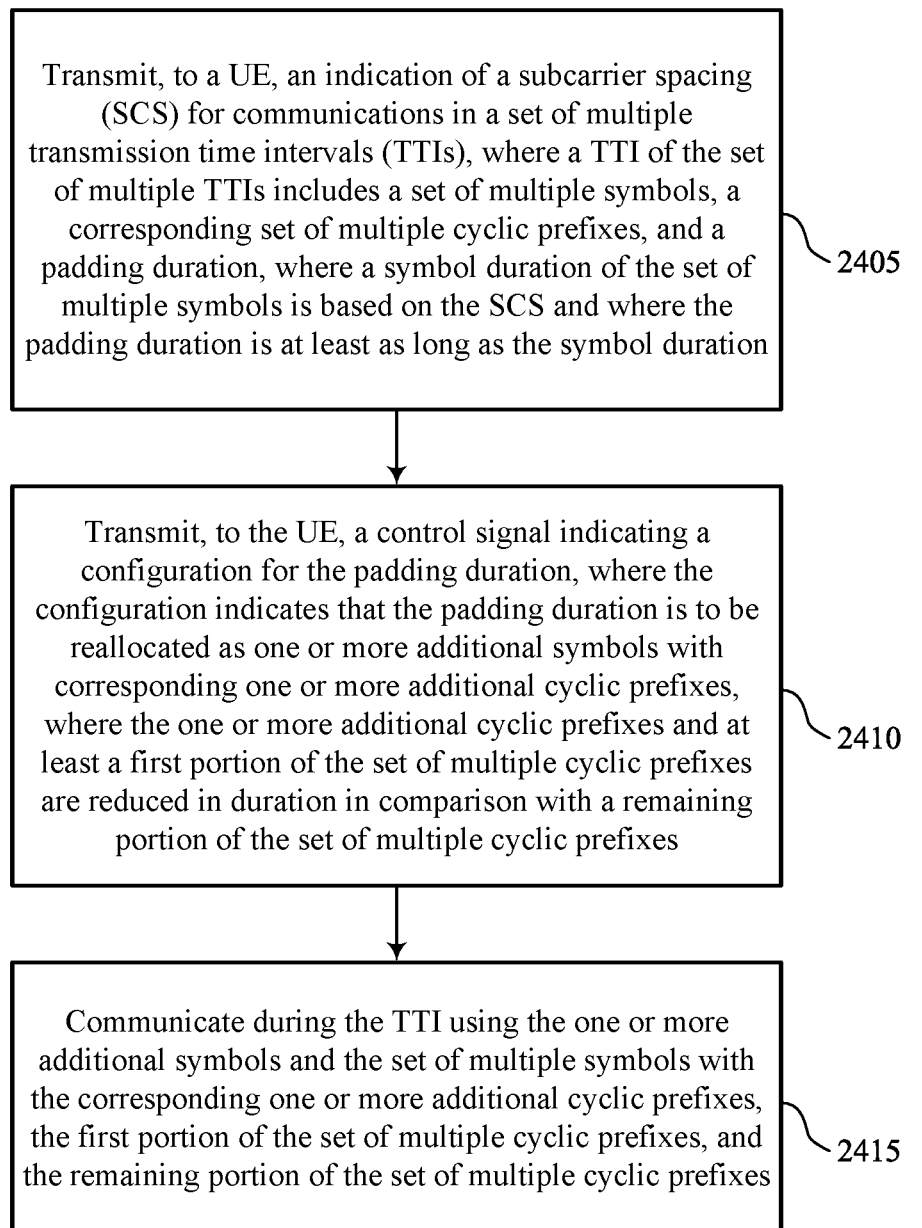 Transmit, to a UE, an indication of a subcarrier spacing
(SCS) for communications in a set of multiple
transmission time intervals (TTIs), where a TTI of the set
of multiple TTIs includes a set of multiple symbols, a
corresponding set of multiple cyclic prefixes, and a
padding duration, where a symbol duration of the set of
multiple symbols is based on the SCS and where the
padding duration is at least as long as the symbol duration
2405
Transmit, to the UE, a control signal indicating a
configuration for the padding duration, where the
configuration indicates that the padding duration is to be
reallocated as one or more additional symbols with
corresponding one or more additional cyclic prefixes,
where the one or more additional cyclic prefixes and at
least a first portion of the set of multiple cyclic prefixes
are reduced in duration in comparison with a remaining
portion of the set of multiple cyclic prefixes
2410
Communicate during the TTI using the one or more
additional symbols and the set of multiple symbols with
the corresponding one or more additional cyclic prefixes,
the first portion of the set of multiple cyclic prefixes, and
the remaining portion of the set of multiple cyclic prefixes
2415